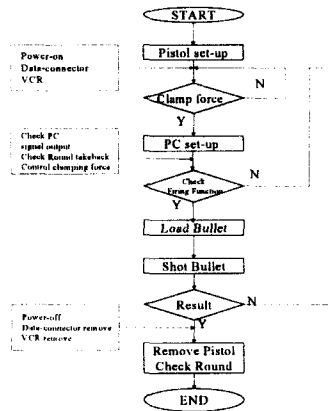 START
Pistol set-up
Power-on
Data-connector
VCR
N
Clamp force
Y
PC set-up
Check PC
signal output
Check Round takeback
Control clamping force
Check
Firing Function
N
Y
Load Bullet
Shot Bullet
Result
N
Y
Power-off
Data-connector remove
VCR remove
Remove Pistol
Check Round
END